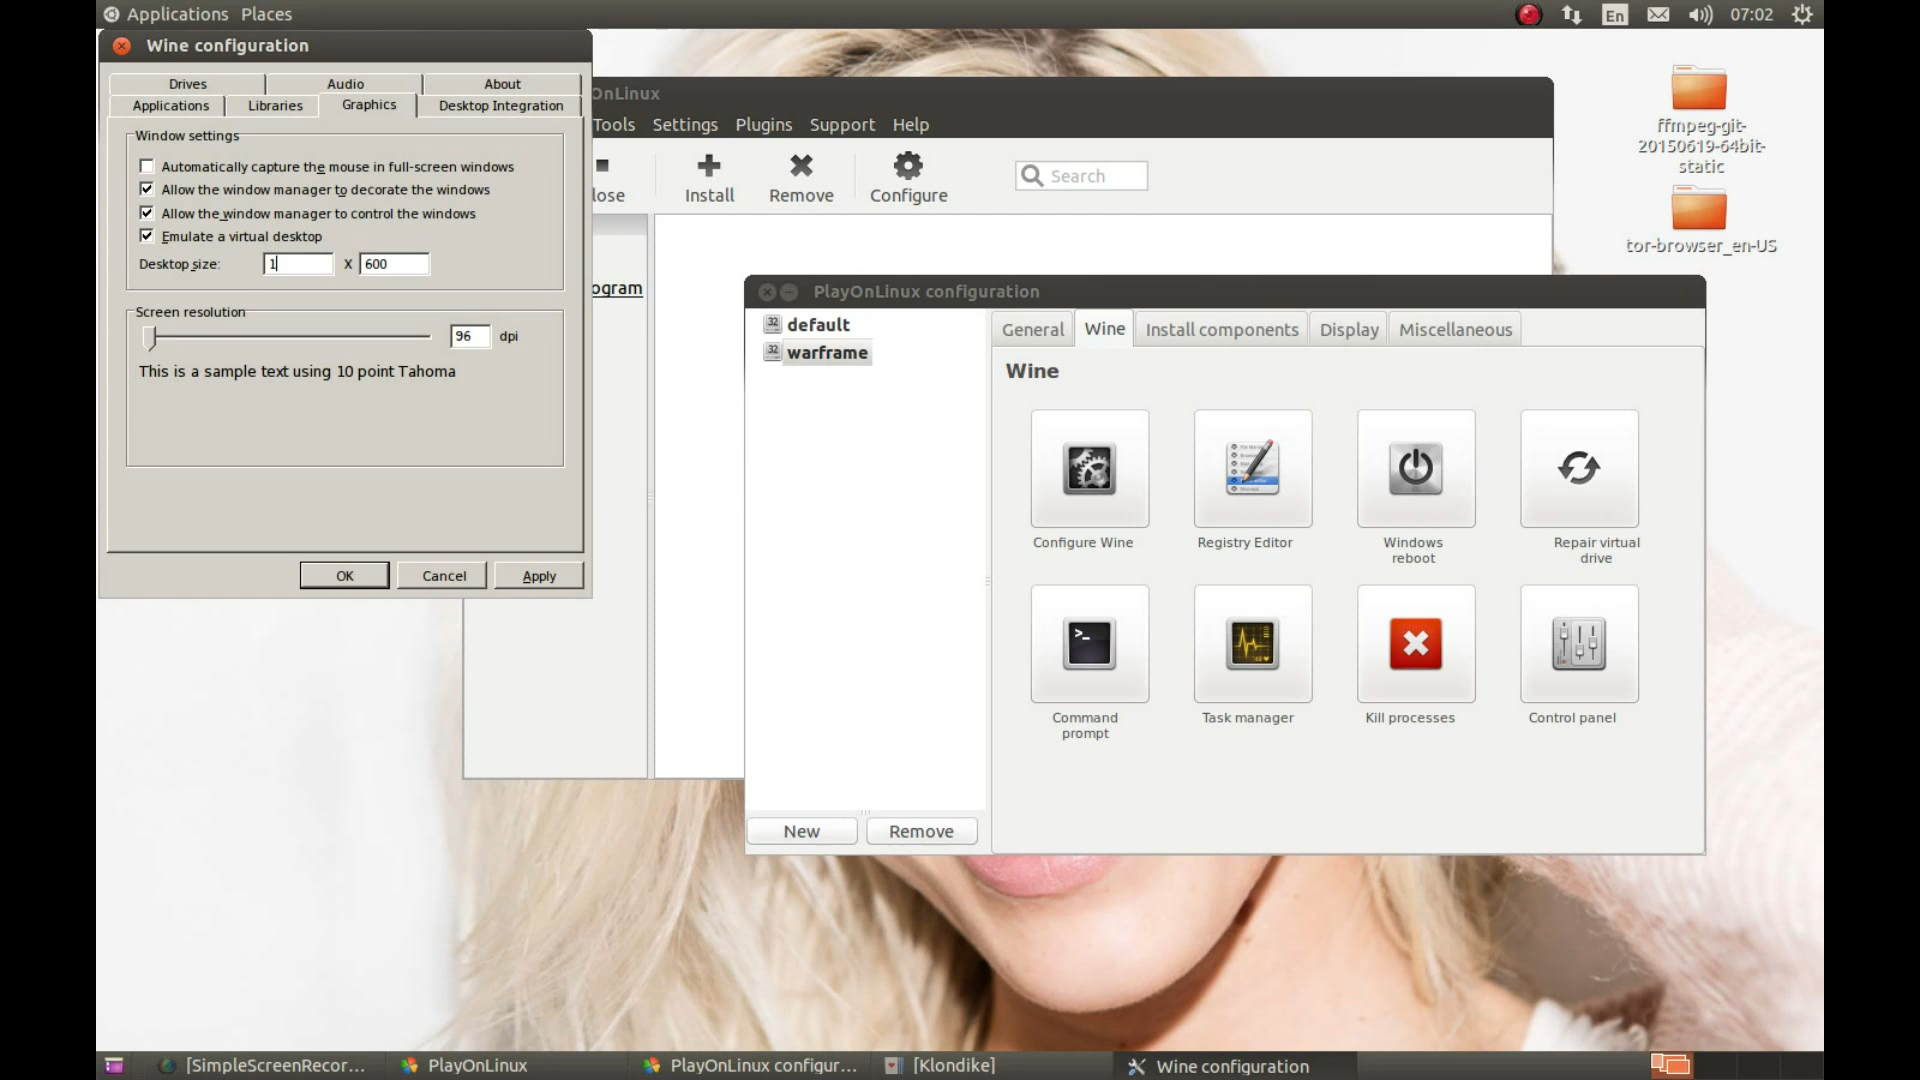 Applications Places
En
07:02
Wine configuration
Drives Audio About
Applications Libraries Graphics Desktop Integration
Window settings
Automatically capture the mouse in full-screen windows
Allow the window manager to decorate the windows
Allow the window manager to control the windows
Emulate a virtual desktop
Desktop size: 1 X 600
Screen resolution
96 dpi
This is a sample text using 10 point Tahoma
OK Cancel Apply
OnLinux
Tools Settings Plugins Support Help
lose Install Remove Configure Search
ogram
ffmpeg-git-
20150619-64bit-
static
tor-browser_en-US
PlayOnLinux configuration
32 default
32 warframe
New Remove
General Wine Install components Display Miscellaneous
Wine
Configure Wine Registry Editor Windows
reboot Repair virtual
drive
Command
prompt Task manager Kill processes Control panel
[SimpleScreenRecor... PlayOnLinux PlayOnLinux configur... [Klondike] Wine configuration